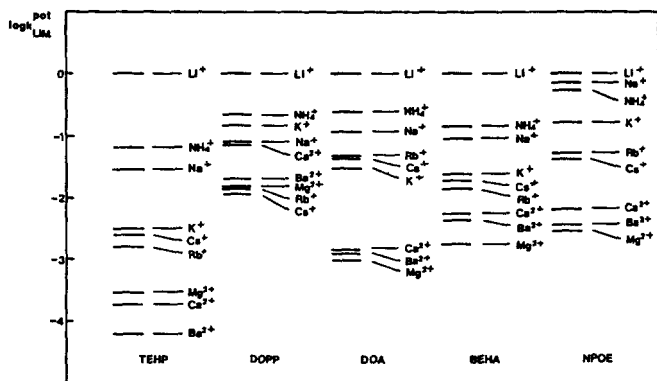 log k pot LiM
0
-1
-2
-3
-4
Li⁺
NH₄⁺
Na⁺
K⁺
Cs⁺
Rb⁺
Mg²⁺
Ca²⁺
Ba²⁺
TEHP
Li⁺
NH₄⁺
K⁺
Na⁺
Ca²⁺
Ba²⁺
Mg²⁺
Rb⁺
Cs⁺
DOPP
Li⁺
NH₄⁺
Na⁺
Rb⁺
Cs⁺
K⁺
Ca²⁺
Ba²⁺
Mg²⁺
DOA
Li⁺
NH₄⁺
Na⁺
K⁺
Cs⁺
Rb⁺
Ca²⁺
Ba²⁺
Mg²⁺
BEHA
Li⁺
Na⁺
NH₄⁺
K⁺
Rb⁺
Cs⁺
Ca²⁺
Ba²⁺
Mg²⁺
NPOE